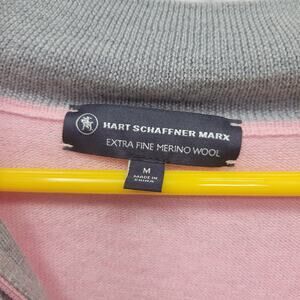 HART SCHAFFNER MARX
EXTRA FINE MERINO WOOL
M
MADE IN
CHINA